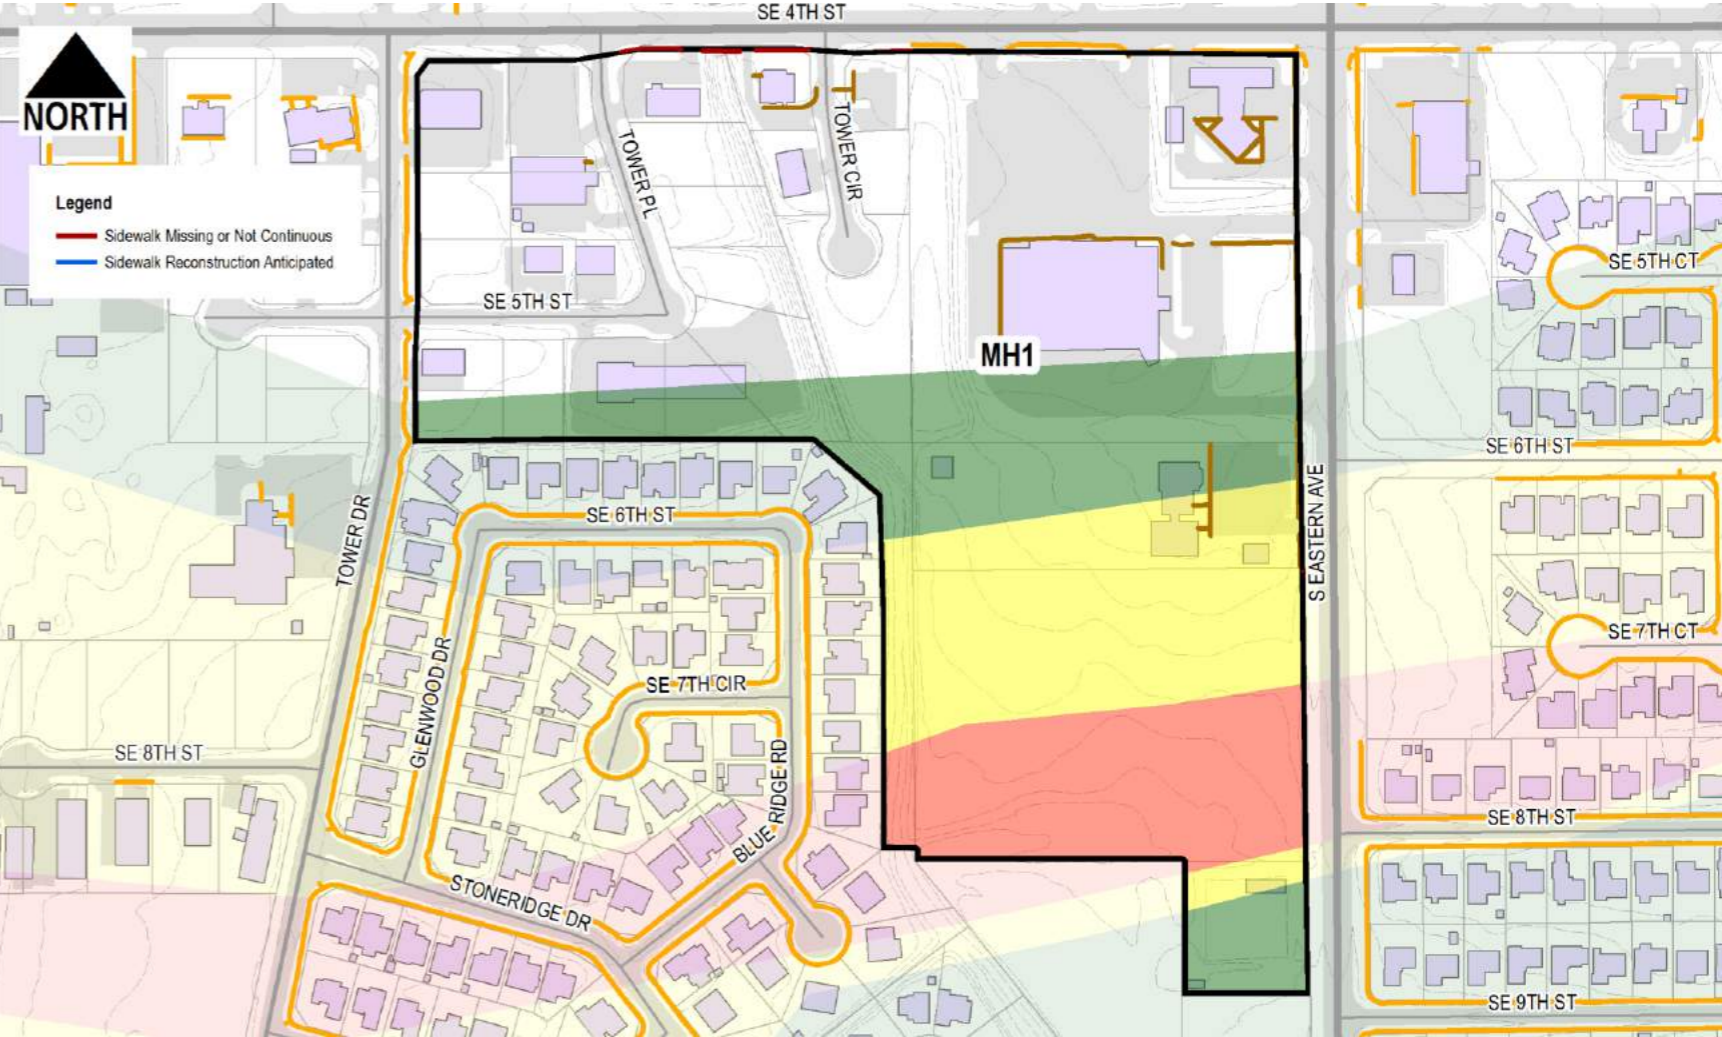 SE 4TH ST
NORTH
TOWER PL
TOWER CIR
Legend
Sidewalk Missing or Not Continuous
Sidewalk Reconstruction Anticipated
SE 5TH CT
SE 5TH ST
MH1
SE 6TH ST
SE 6TH ST
TOWER DR
S EASTERN AVE
SE 7TH CT
GLENWOOD DR
SE 7TH CIR
SE 8TH ST
BLUE RIDGE RD
SE 8TH ST
STONERIDGE DR
SE 9TH ST